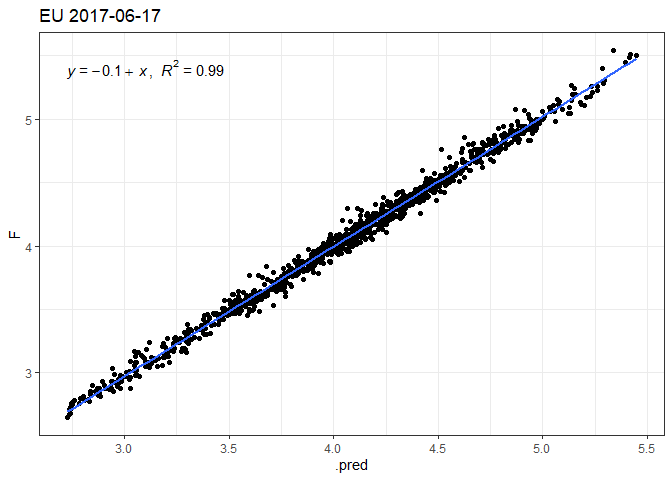 EU 2017-06-17
y = −0.1 + x , R² = 0.99
5
4
3
F
3.0 3.5 4.0 4.5 5.0 5.5
.pred